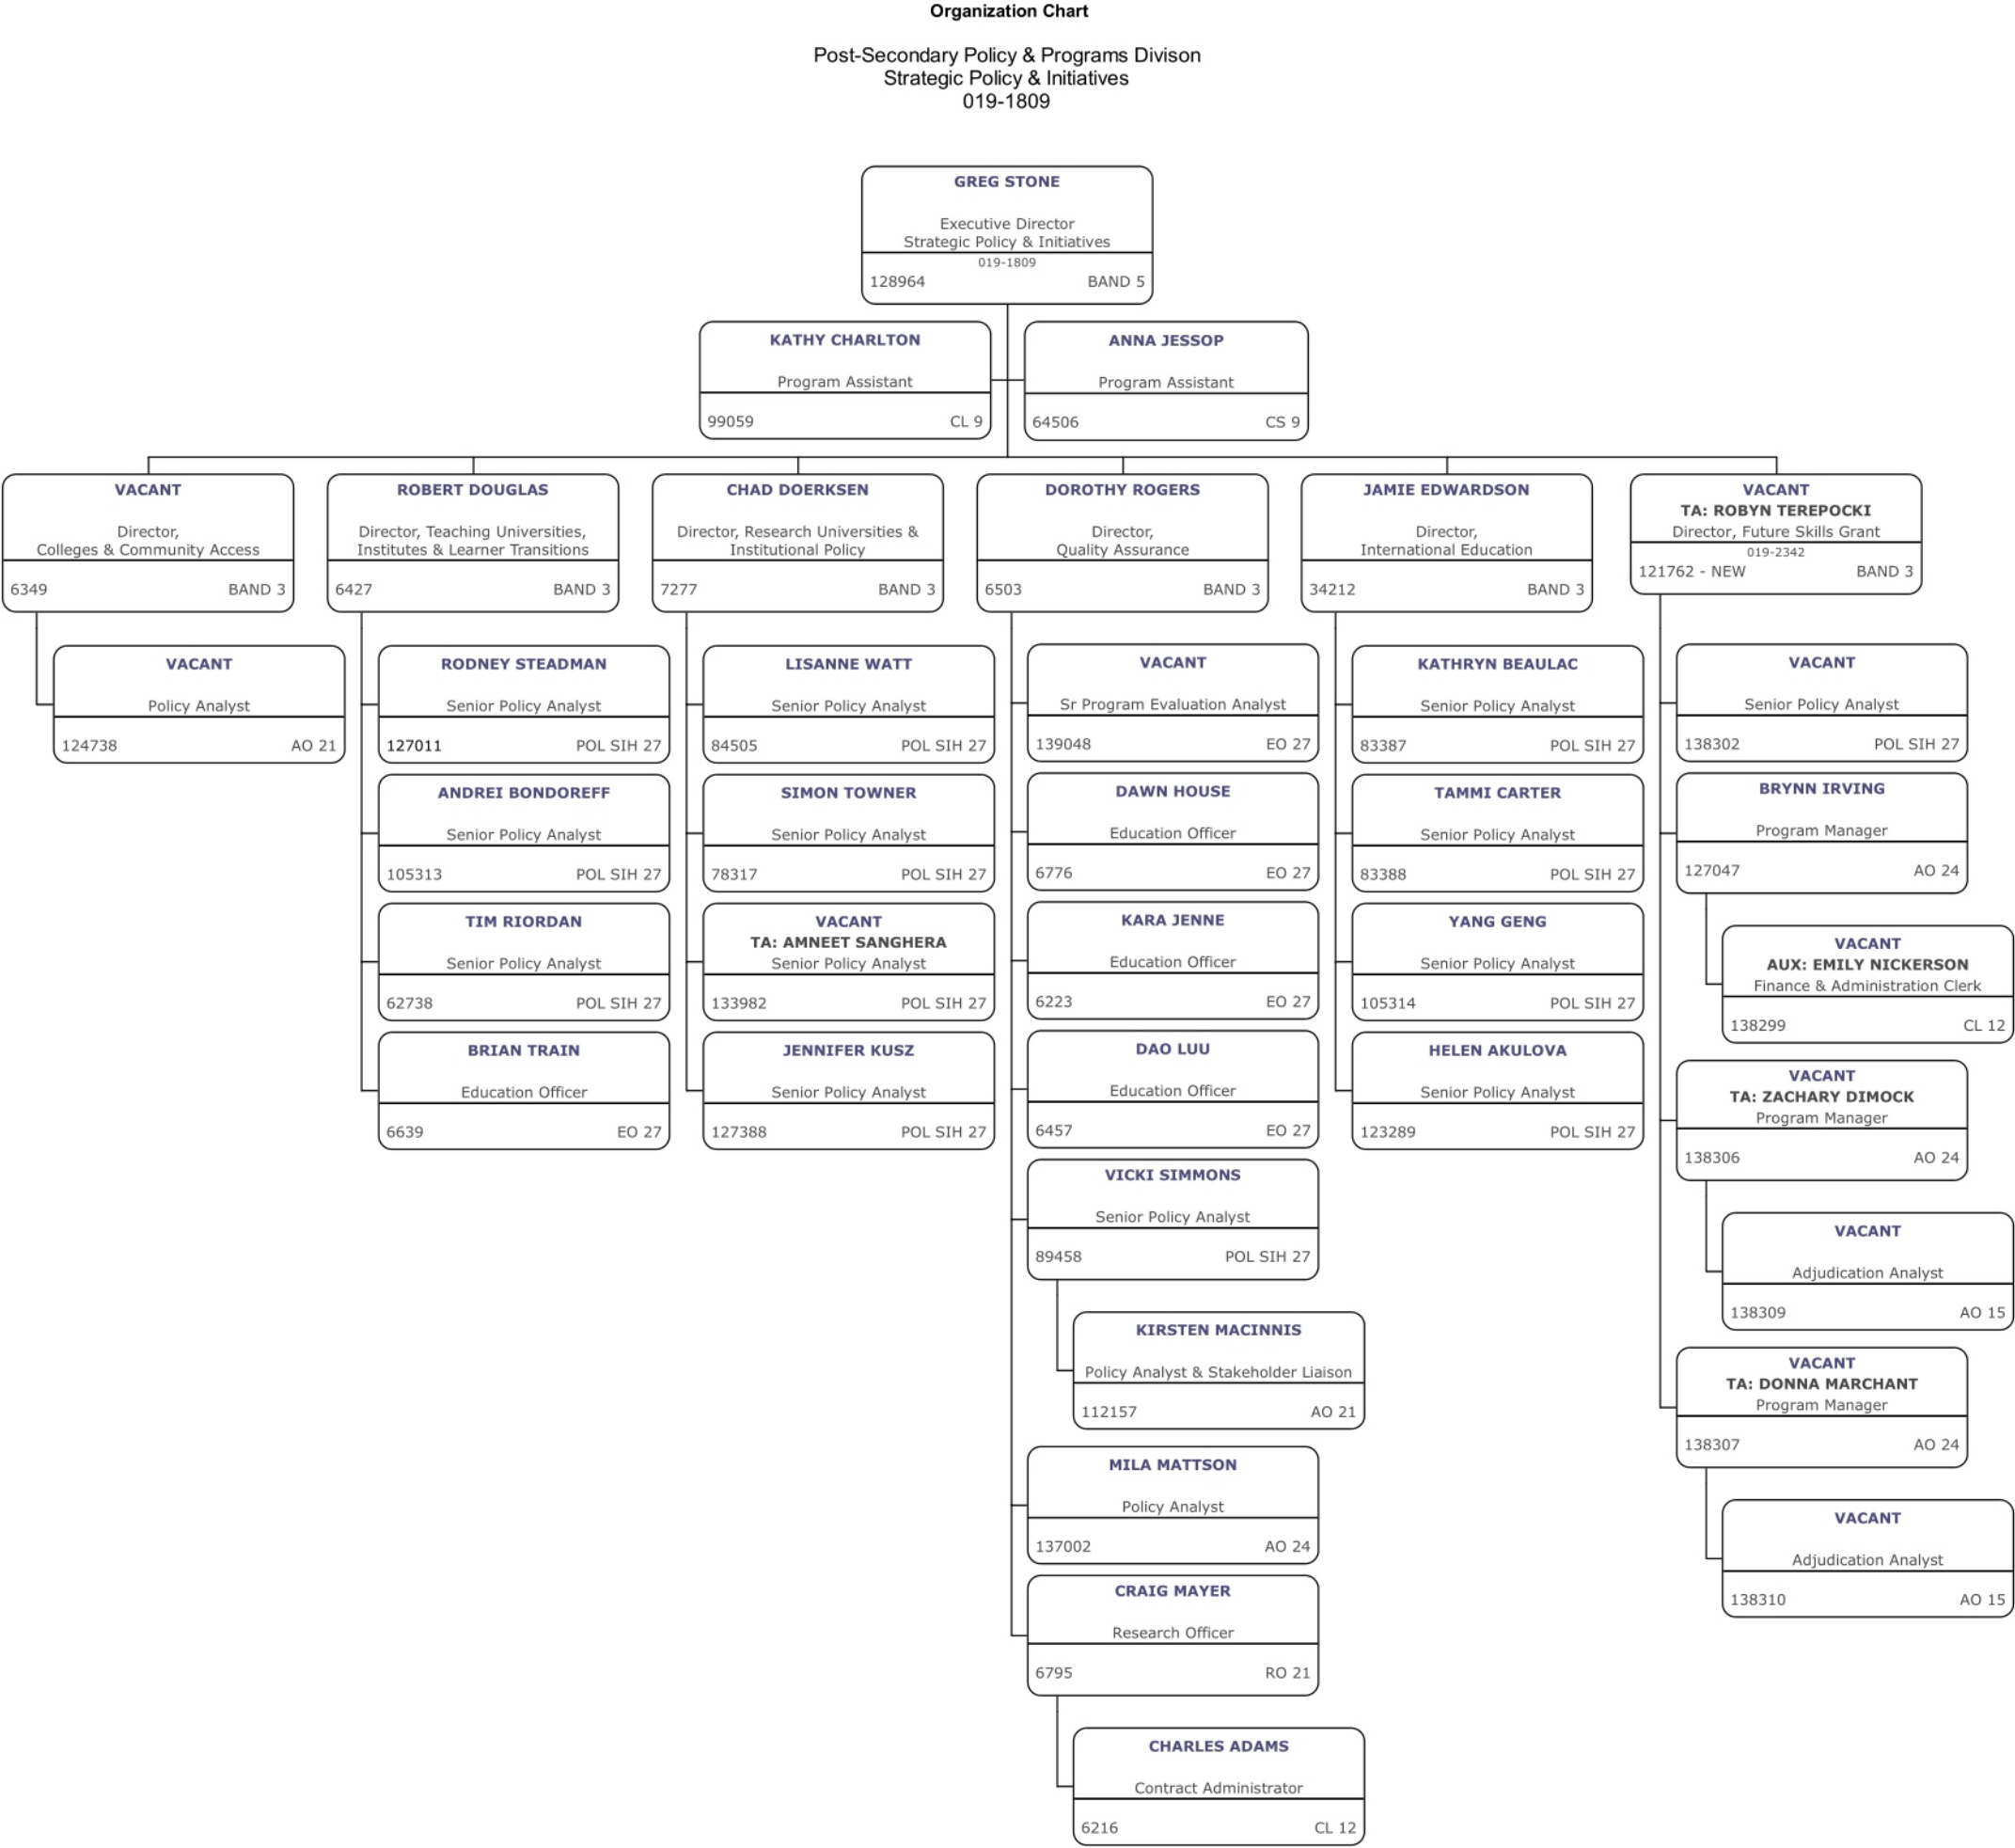 Organization Chart
Post-Secondary Policy & Programs Divison
Strategic Policy & Initiatives
019-1809
GREG STONE
Executive Director
Strategic Policy & Initiatives
019-1809
128964 BAND 5
KATHY CHARLTON
Program Assistant
99059 CL 9
ANNA JESSOP
Program Assistant
64506 CS 9
VACANT
Director,
Colleges & Community Access
6349 BAND 3
VACANT
Policy Analyst
124738 AO 21
ROBERT DOUGLAS
Director, Teaching Universities,
Institutes & Learner Transitions
6427 BAND 3
RODNEY STEADMAN
Senior Policy Analyst
127011 POL SIH 27
ANDREI BONDOREFF
Senior Policy Analyst
105313 POL SIH 27
TIM RIORDAN
Senior Policy Analyst
62738 POL SIH 27
BRIAN TRAIN
Education Officer
6639 EO 27
CHAD DOERKSEN
Director, Research Universities &
Institutional Policy
7277 BAND 3
LISANNE WATT
Senior Policy Analyst
84505 POL SIH 27
SIMON TOWNER
Senior Policy Analyst
78317 POL SIH 27
VACANT
TA: AMNEET SANGHERA
Senior Policy Analyst
133982 POL SIH 27
JENNIFER KUSZ
Senior Policy Analyst
127388 POL SIH 27
DOROTHY ROGERS
Director,
Quality Assurance
6503 BAND 3
VACANT
Sr Program Evaluation Analyst
139048 EO 27
DAWN HOUSE
Education Officer
6776 EO 27
KARA JENNE
Education Officer
6223 EO 27
DAO LUU
Education Officer
6457 EO 27
VICKI SIMMONS
Senior Policy Analyst
89458 POL SIH 27
KIRSTEN MACINNIS
Policy Analyst & Stakeholder Liaison
112157 AO 21
MILA MATTSON
Policy Analyst
137002 AO 24
CRAIG MAYER
Research Officer
6795 RO 21
CHARLES ADAMS
Contract Administrator
6216 CL 12
JAMIE EDWARDSON
Director,
International Education
34212 BAND 3
KATHRYN BEAULAC
Senior Policy Analyst
83387 POL SIH 27
TAMMI CARTER
Senior Policy Analyst
83388 POL SIH 27
YANG GENG
Senior Policy Analyst
105314 POL SIH 27
HELEN AKULOVA
Senior Policy Analyst
123289 POL SIH 27
VACANT
TA: ROBYN TEREPOCKI
Director, Future Skills Grant
019-2342
121762 - NEW BAND 3
VACANT
Senior Policy Analyst
138302 POL SIH 27
BRYNN IRVING
Program Manager
127047 AO 24
VACANT
AUX: EMILY NICKERSON
Finance & Administration Clerk
138299 CL 12
VACANT
TA: ZACHARY DIMOCK
Program Manager
138306 AO 24
VACANT
Adjudication Analyst
138309 AO 15
VACANT
TA: DONNA MARCHANT
Program Manager
138307 AO 24
VACANT
Adjudication Analyst
138310 AO 15